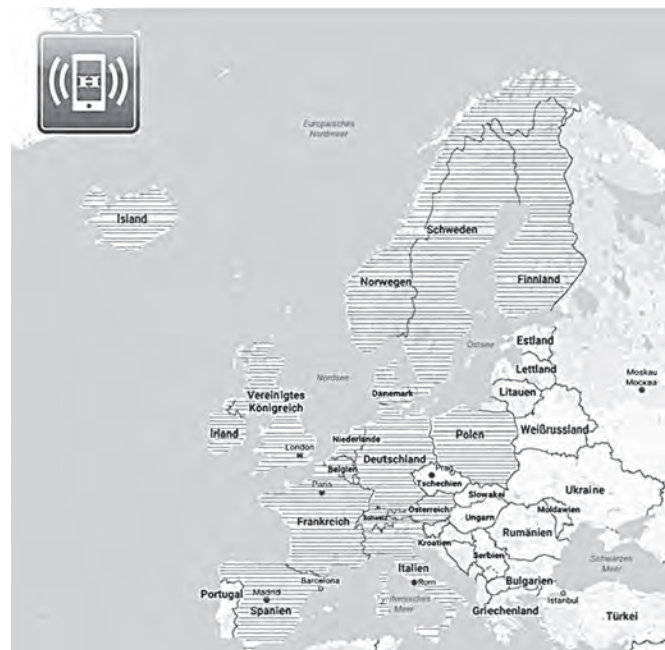 H
Europäisches
Nordmeer
Island
Schweden
Norwegen
Finnland
Ostsee
Estland
Lettland
Litauen
Moskau
Москва
Nordsee
Dänemark
Vereinigtes
Königreich
Irland
London
Niederlande
Belgien
Deutschland
Polen
Weißrussland
Prag
Tschechien
Paris
Slowakei
Ukraine
Frankreich
Schweiz
Österreich
Ungarn
Moldawien
Rumänien
Kroatien
Serbien
Italien
Rom
Bulgarien
Schwarzes
Meer
Istanbul
Portugal
Madrid
Spanien
Barcelona
Tyrrhenisches
Meer
Griechenland
Türkei